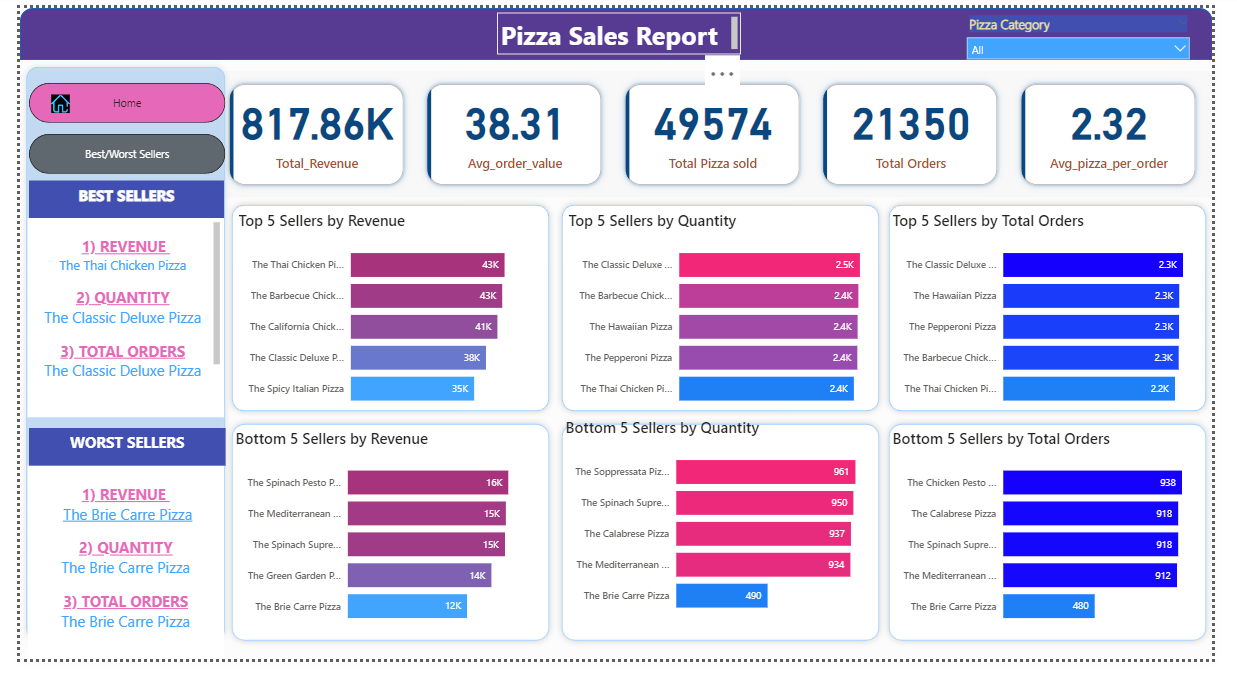 Pizza Sales Report
Pizza Category
All
Home
Best/Worst Sellers
BEST SELLERS
1) REVENUE
The Thai Chicken Pizza
2) QUANTITY
The Classic Deluxe Pizza
3) TOTAL ORDERS
The Classic Deluxe Pizza
WORST SELLERS
1) REVENUE
The Brie Carre Pizza
2) QUANTITY
The Brie Carre Pizza
3) TOTAL ORDERS
The Brie Carre Pizza
817.86K
Total_Revenue
38.31
Avg_order_value
49574
Total Pizza sold
21350
Total Orders
2.32
Avg_pizza_per_order
Top 5 Sellers by Revenue
The Thai Chicken Pi... 43K
The Barbecue Chick... 43K
The California Chick... 41K
The Classic Deluxe P... 38K
The Spicy Italian Pizza 35K
Top 5 Sellers by Quantity
The Classic Deluxe ... 2.5K
The Barbecue Chick... 2.4K
The Hawaiian Pizza 2.4K
The Pepperoni Pizza 2.4K
The Thai Chicken Pi... 2.4K
Top 5 Sellers by Total Orders
The Classic Deluxe ... 2.3K
The Hawaiian Pizza 2.3K
The Pepperoni Pizza 2.3K
The Barbecue Chick... 2.3K
The Thai Chicken Pi... 2.2K
Bottom 5 Sellers by Revenue
The Spinach Pesto P... 16K
The Mediterranean ... 15K
The Spinach Supre... 15K
The Green Garden P... 14K
The Brie Carre Pizza 12K
Bottom 5 Sellers by Quantity
The Soppressata Piz... 961
The Spinach Supre... 950
The Calabrese Pizza 937
The Mediterranean ... 934
The Brie Carre Pizza 490
Bottom 5 Sellers by Total Orders
The Chicken Pesto ... 938
The Calabrese Pizza 918
The Spinach Supre... 918
The Mediterranean ... 912
The Brie Carre Pizza 480